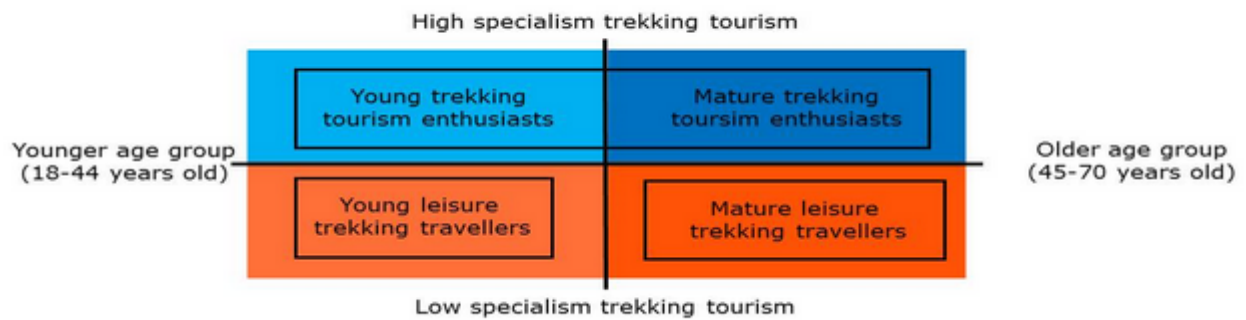 High specialism trekking tourism
Young trekking
tourism enthusiasts
Mature trekking
toursim enthusiasts
Younger age group
(18-44 years old)
Older age group
(45-70 years old)
Young leisure
trekking travellers
Mature leisure
trekking travellers
Low specialism trekking tourism